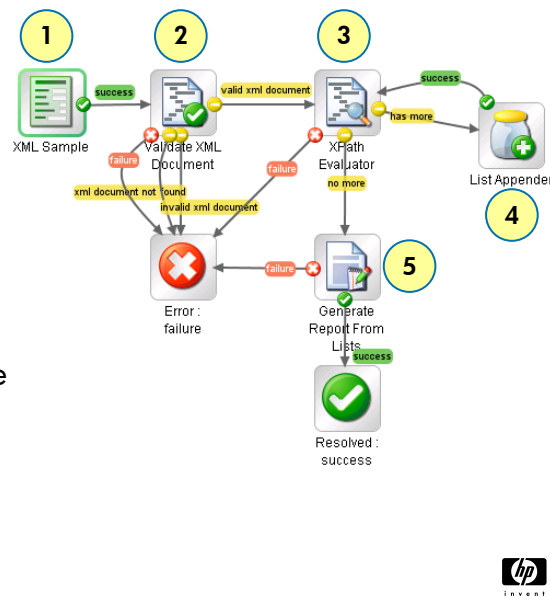 1
2
3
success
valid xml document
success
has more
XML Sample
Validate XML
Document
XPath
Evaluator
List Appender
failure
failure
no more
xml document not found
invalid xml document
4
5
failure
Error :
failure
Generate
Report From
Lists
success
e
Resolved :
success
hp
invent